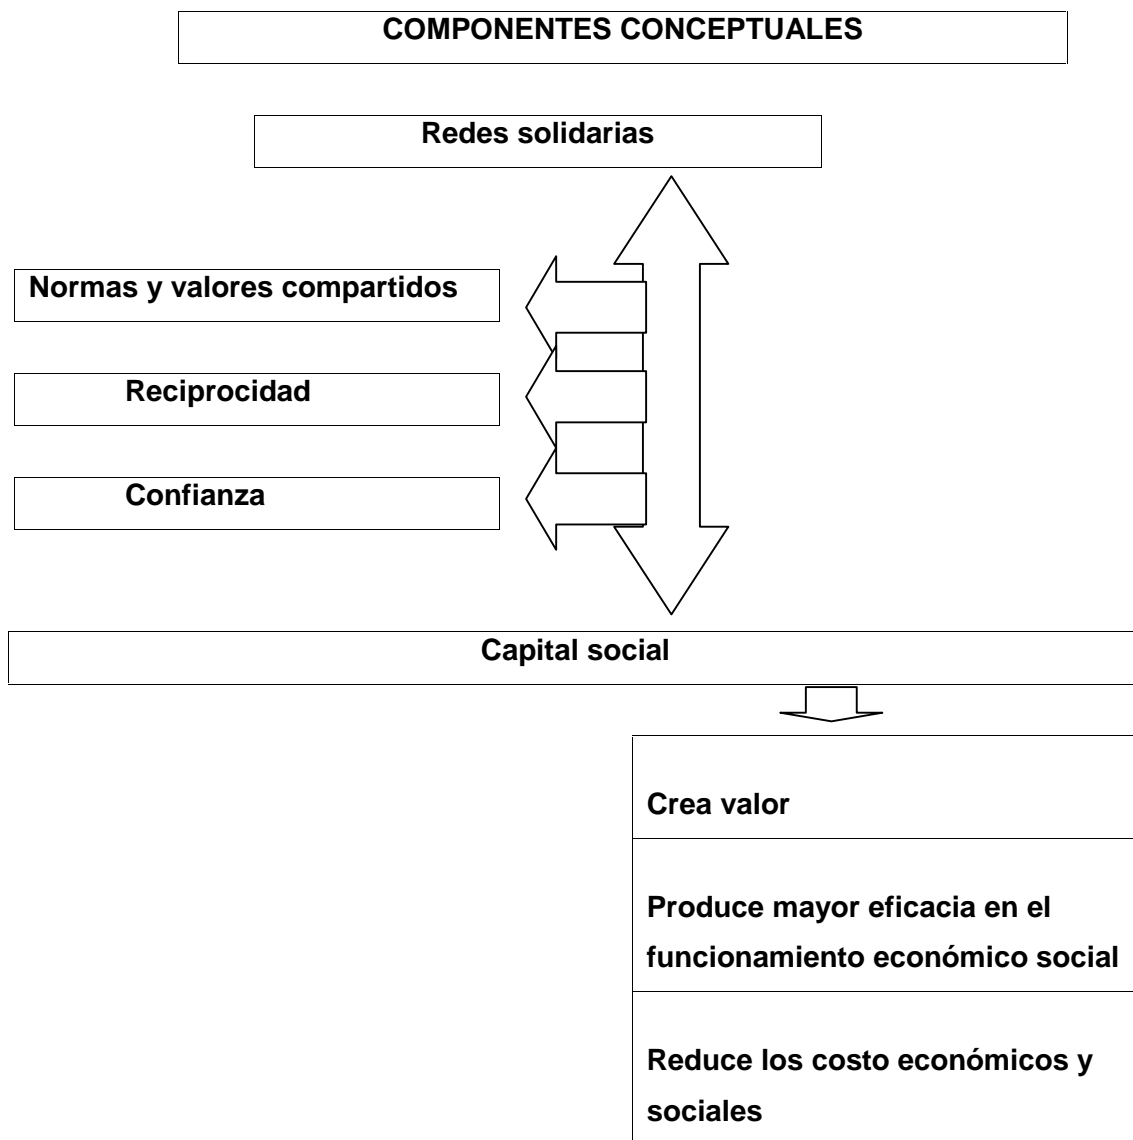 COMPONENTES CONCEPTUALES
Redes solidarias
Normas y valores compartidos
Reciprocidad
Confianza
Capital social
Crea valor
Produce mayor eficacia en el
funcionamiento económico social
Reduce los costo económicos y
sociales